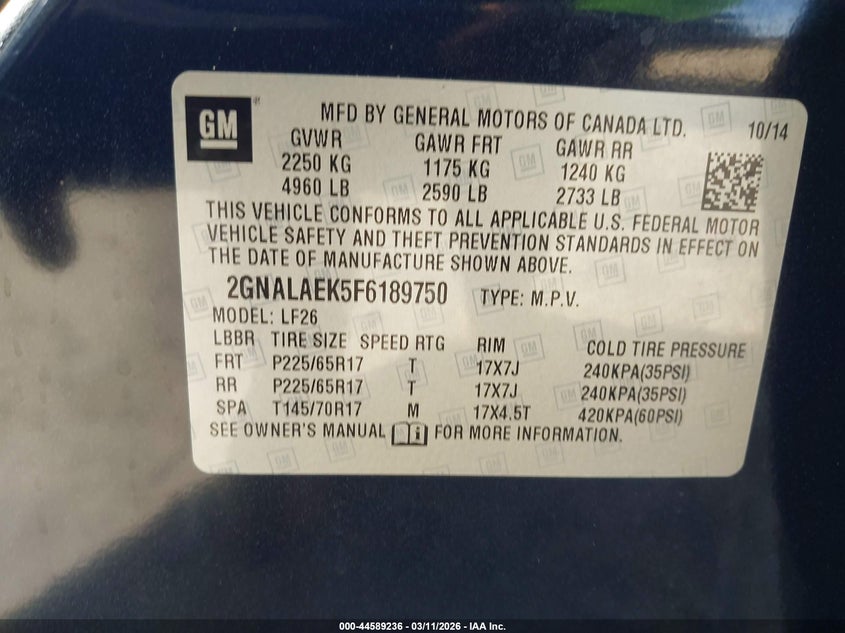 GM
MFD BY GENERAL MOTORS OF CANADA LTD. 10/14
GVWR GAWR FRT GAWR RR
2250 KG 1175 KG 1240 KG
4960 LB 2590 LB 2733 LB
THIS VEHICLE CONFORMS TO ALL APPLICABLE U.S. FEDERAL MOTOR
VEHICLE SAFETY AND THEFT PREVENTION STANDARDS IN EFFECT ON
THE DATE OF MANUFACTURE SHOWN ABOVE.
2GNALAEK5F6189750 TYPE: M.P.V.
MODEL: LF26
LBBR TIRE SIZE SPEED RTG RIM COLD TIRE PRESSURE
FRT P225/65R17 T 17X7J 240KPA(35PSI)
RR P225/65R17 T 17X7J 240KPA(35PSI)
SPA T145/70R17 M 17X4.5T 420KPA(60PSI)
SEE OWNER'S MANUAL i FOR MORE INFORMATION.
000-44589236 - 03/11/2026 - IAA Inc.